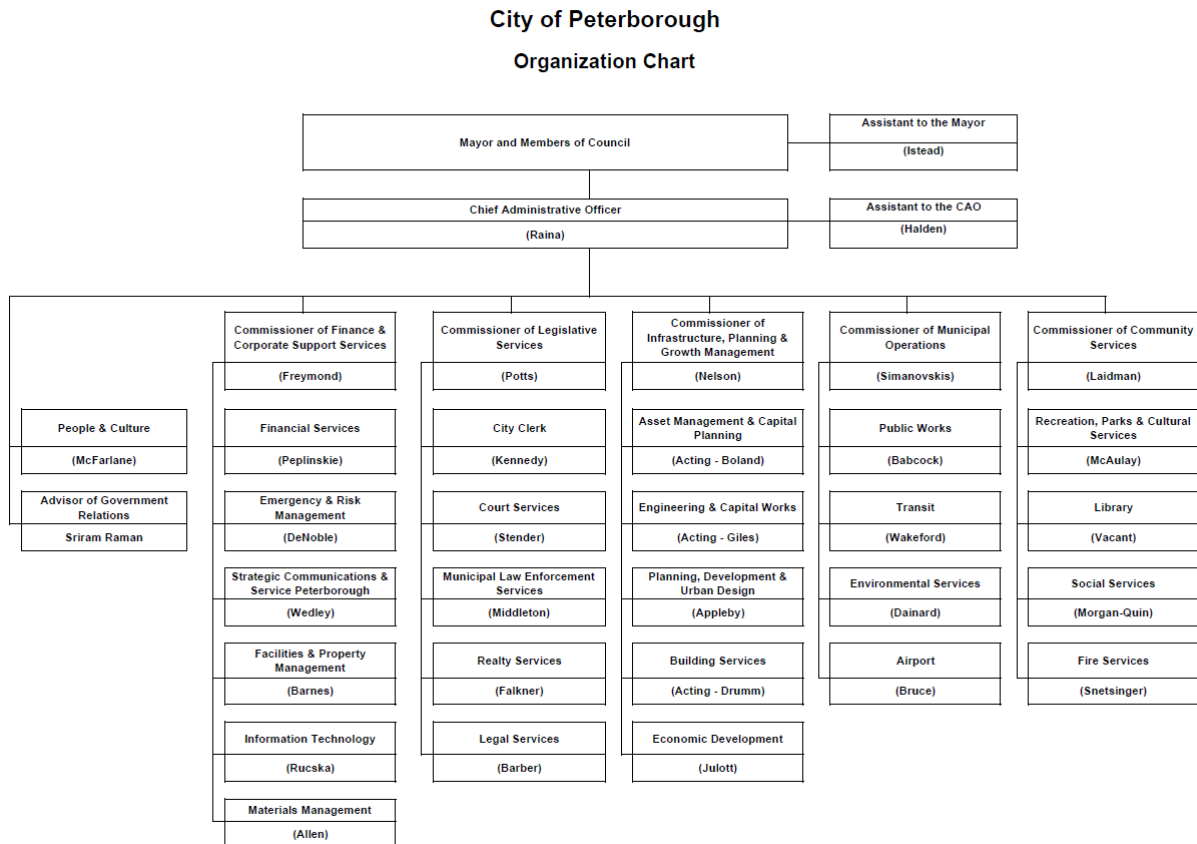 City of Peterborough
Organization Chart
Mayor and Members of Council
Assistant to the Mayor
(Istead)
Chief Administrative Officer
(Raina)
Assistant to the CAO
(Halden)
People & Culture
(McFarlane)
Advisor of Government
Relations
Sriram Raman
Commissioner of Finance &
Corporate Support Services
(Freymond)
Financial Services
(Peplinskie)
Emergency & Risk
Management
(DeNoble)
Strategic Communications &
Service Peterborough
(Wedley)
Facilities & Property
Management
(Barnes)
Information Technology
(Rucska)
Materials Management
(Allen)
Commissioner of Legislative
Services
(Potts)
City Clerk
(Kennedy)
Court Services
(Stender)
Municipal Law Enforcement
Services
(Middleton)
Realty Services
(Falkner)
Legal Services
(Barber)
Commissioner of
Infrastructure, Planning &
Growth Management
(Nelson)
Asset Management & Capital
Planning
(Acting - Boland)
Engineering & Capital Works
(Acting - Giles)
Planning, Development &
Urban Design
(Appleby)
Building Services
(Acting - Drumm)
Economic Development
(Julott)
Commissioner of Municipal
Operations
(Simanovskis)
Public Works
(Babcock)
Transit
(Wakeford)
Environmental Services
(Dainard)
Airport
(Bruce)
Commissioner of Community
Services
(Laidman)
Recreation, Parks & Cultural
Services
(McAulay)
Library
(Vacant)
Social Services
(Morgan-Quin)
Fire Services
(Snetsinger)